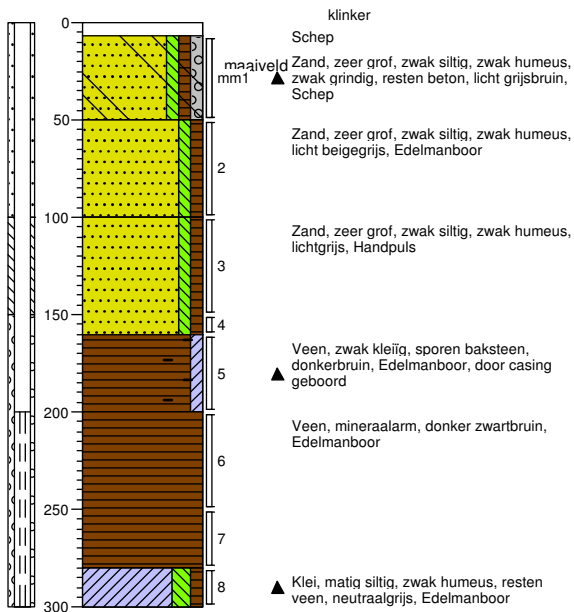 klinker
0
Schep
maaiveld
Zand, zeer grof, zwak siltig, zwak humeus,
mm1
zwak grindig, resten beton, licht grijsbruin,
Schep
50
Zand, zeer grof, zwak siltig, zwak humeus,
licht beigegrijs, Edelmanboor
2
100
Zand, zeer grof, zwak siltig, zwak humeus,
lichtgrijs, Handpuls
3
150
4
Veen, zwak kleiïg, sporen baksteen,
donkerbruin, Edelmanboor, door casing
geboord
5
200
Veen, mineraalarm, donker zwartbruin,
Edelmanboor
6
250
7
Klei, matig siltig, zwak humeus, resten
veen, neutraalgrijs, Edelmanboor
8
300